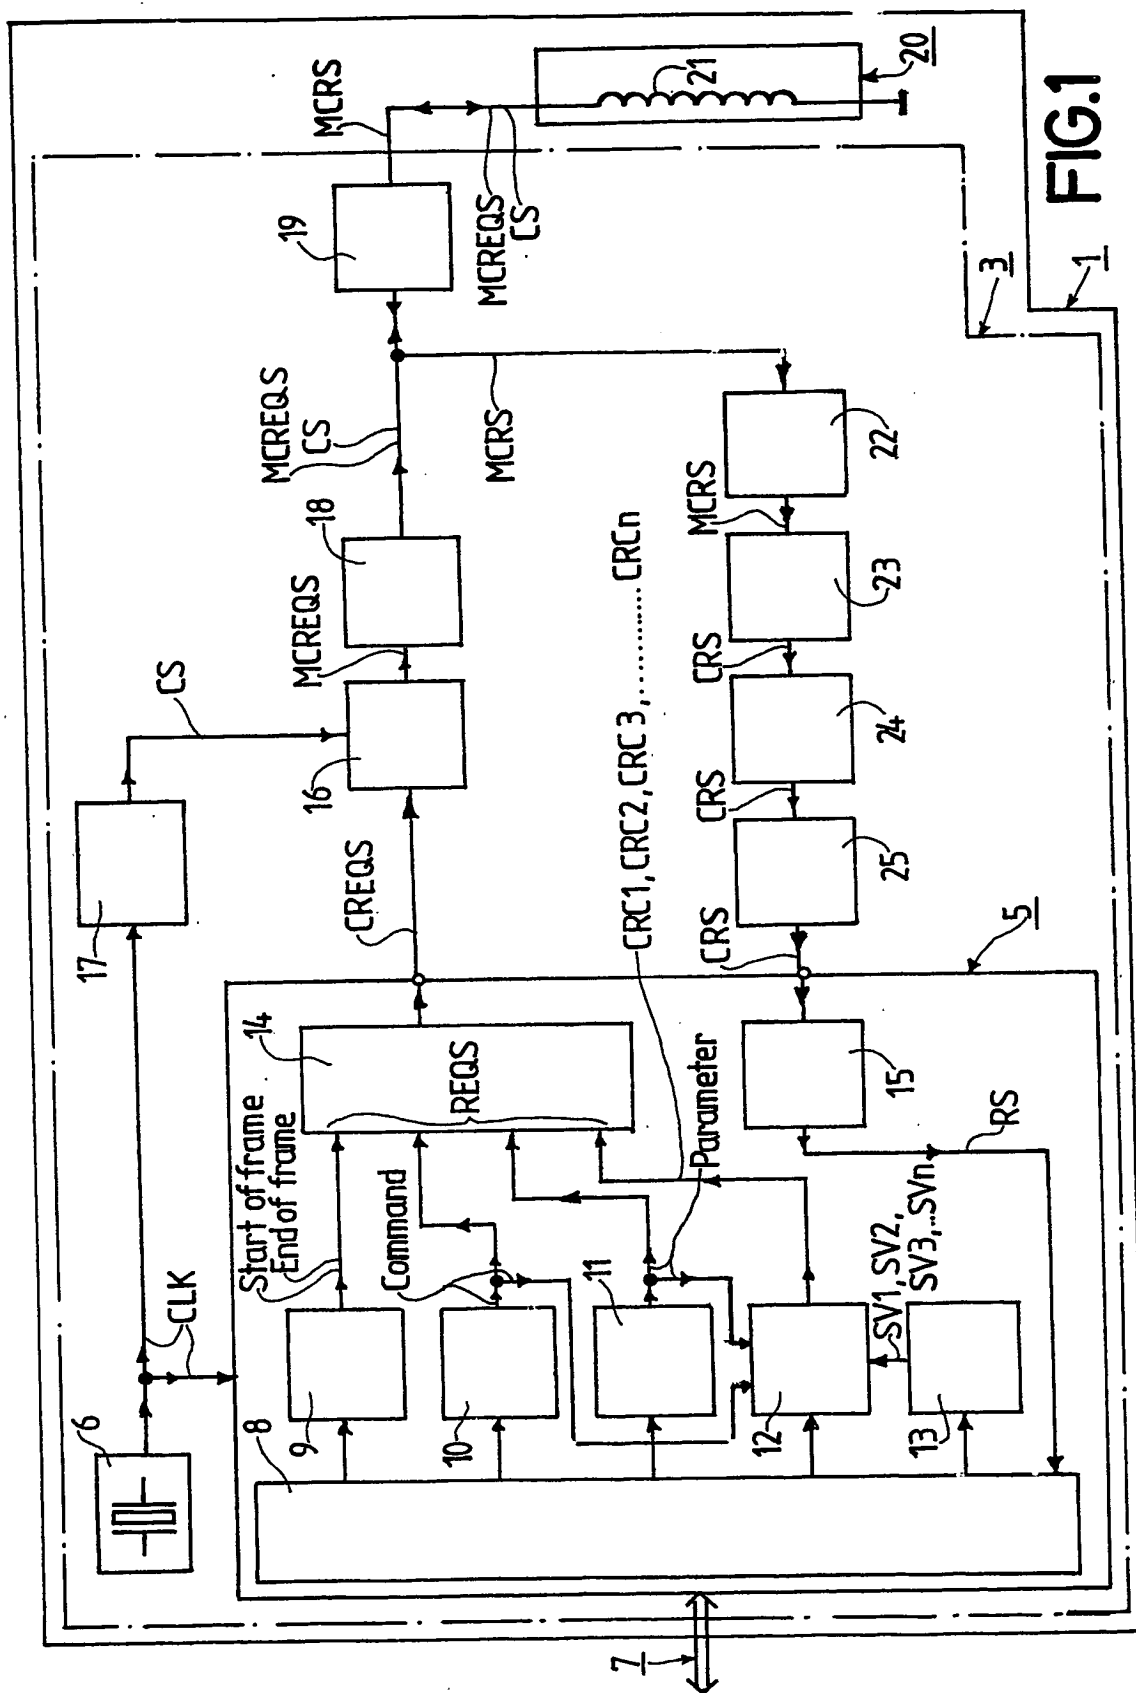 6
CLK
17
CS
8
9
Start of frame
End of frame
14
REQS
CREQS
16
MCREQS
18
MCREQS
CS
19
MCRS
MCREQS
CS
21
20
10
Command
11
MCRS
CRC1, CRC2, CRC3,..........CRCn
Parameter
12
SV1, SV2,
SV3,...SVn
13
15
RS
CRS
25
CRS
24
CRS
23
MCRS
22
5
3
1
7
FIG.1